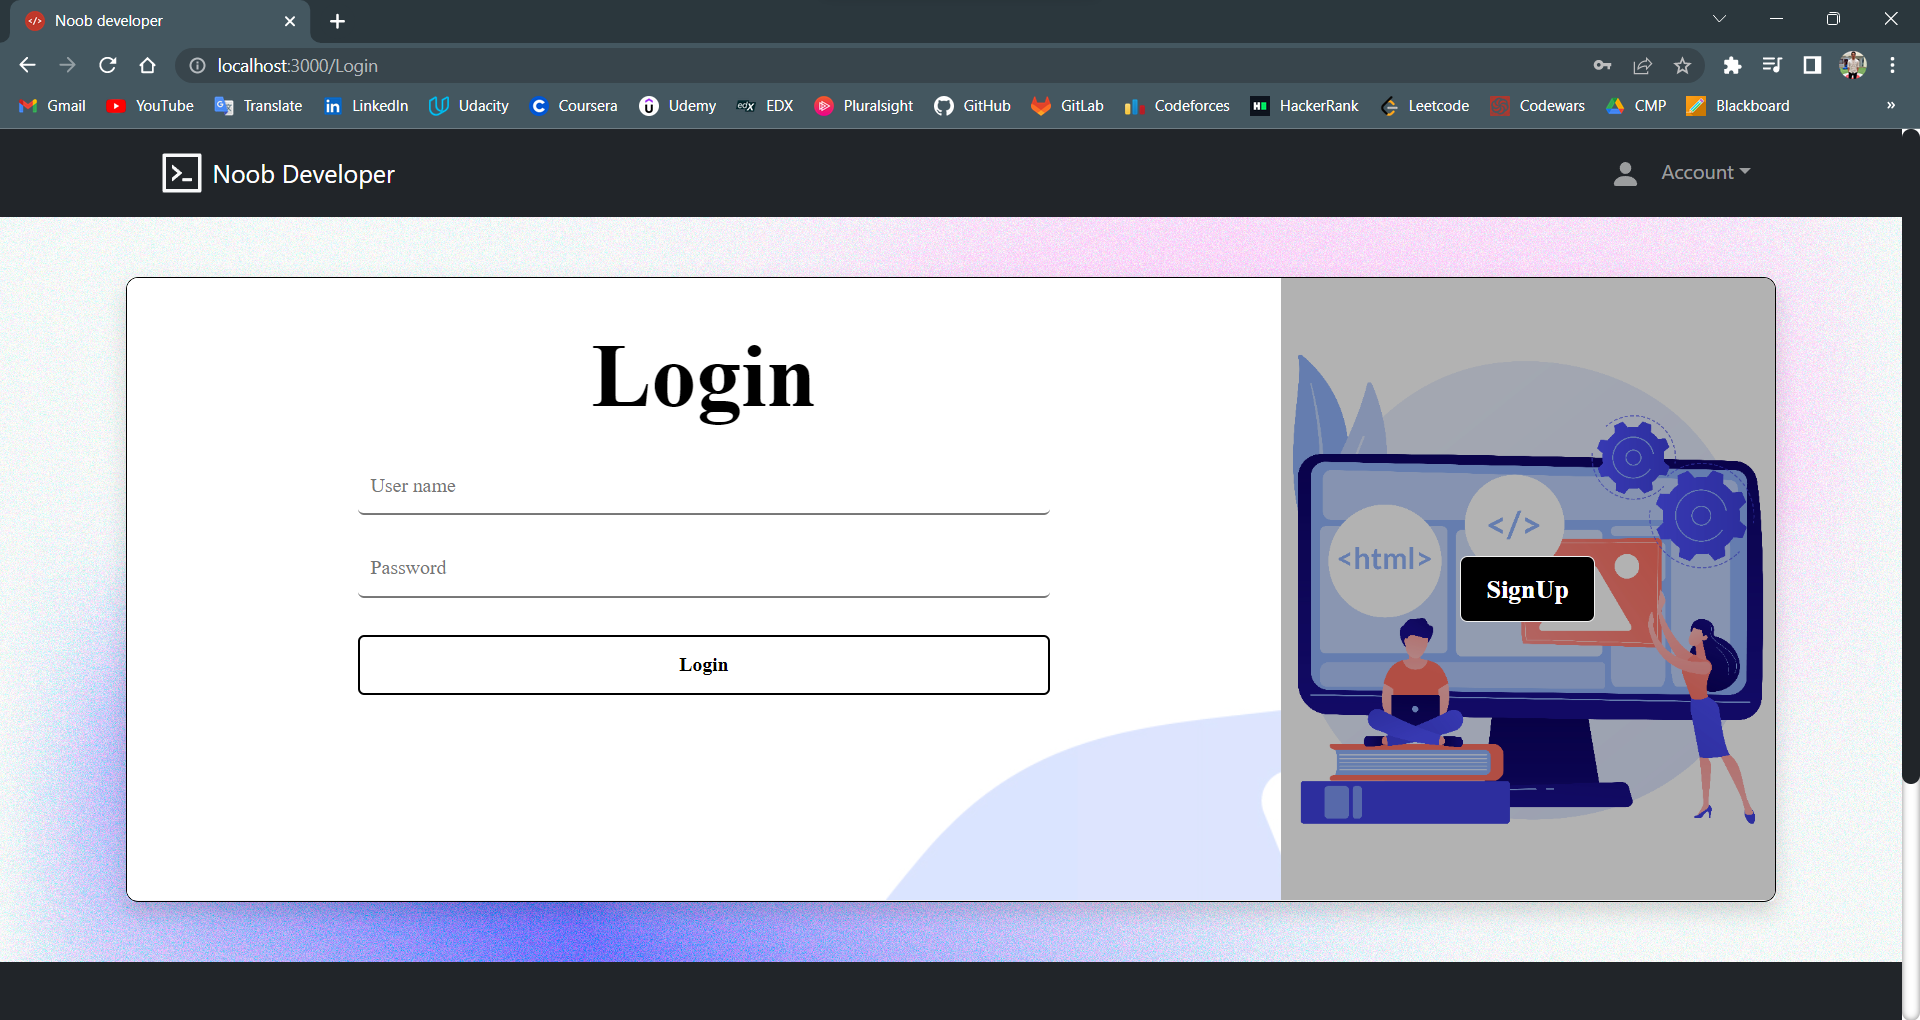 Noob developer
localhost:3000/Login
Gmail YouTube Translate LinkedIn Udacity Coursera Udemy edX EDX Pluralsight GitHub GitLab Codeforces HackerRank Leetcode Codewars CMP Blackboard »
Noob Developer Account
Login
User name
Password
Login
</>
<html>
SignUp